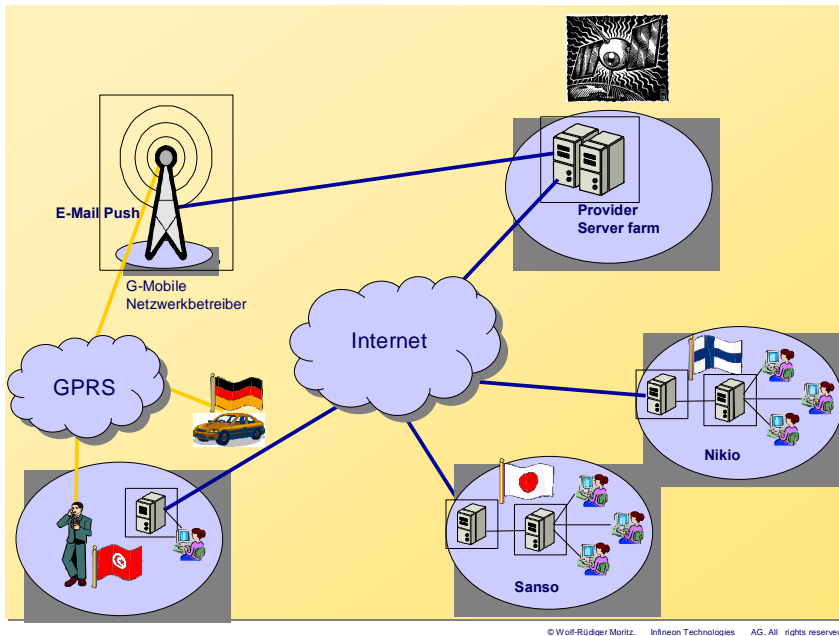 E-Mail Push
Provider
Server farm
G-Mobile
Netzwerkbetreiber
Internet
GPRS
Nikio
Sanso
© Wolf-Rüdiger Moritz. Infineon Technologies AG. All rights reserved